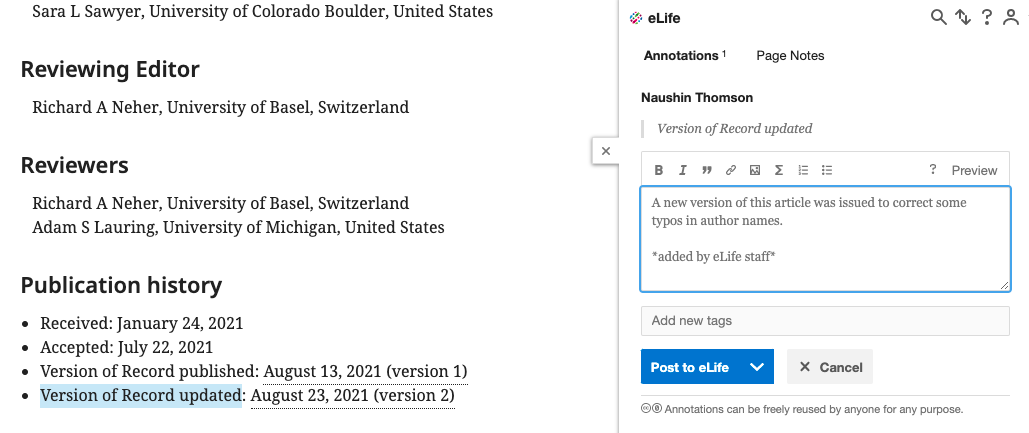 Sara L Sawyer, University of Colorado Boulder, United States
Reviewing Editor
Richard A Neher, University of Basel, Switzerland
Reviewers
Richard A Neher, University of Basel, Switzerland
Adam S Lauring, University of Michigan, United States
Publication history
Received: January 24, 2021
Accepted: July 22, 2021
Version of Record published: August 13, 2021 (version 1)
Version of Record updated: August 23, 2021 (version 2)
eLife
Annotations 1
Page Notes
Naushin Thomson
Version of Record updated
B I ” Σ ? Preview
A new version of this article was issued to correct some
typos in author names.
*added by eLife staff*
Add new tags
Post to eLife
Cancel
Annotations can be freely reused by anyone for any purpose.